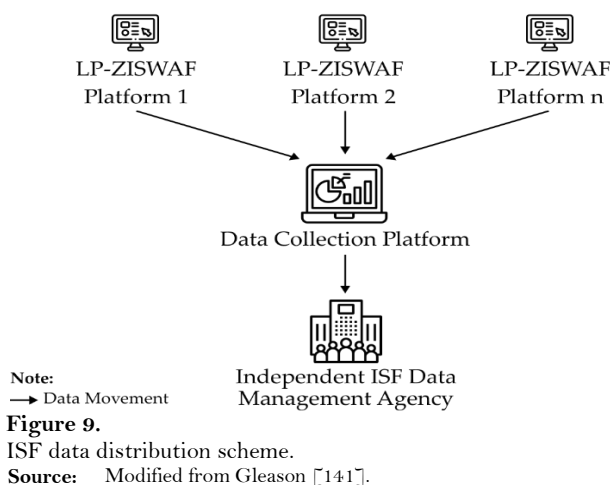 LP-ZISWAF LP-ZISWAF LP-ZISWAF
Platform 1 Platform 2 Platform n
Data Collection Platform
Independent ISF Data
Management Agency
Note:
→ Data Movement
Figure 9.
ISF data distribution scheme.
Source: Modified from Gleason [141].